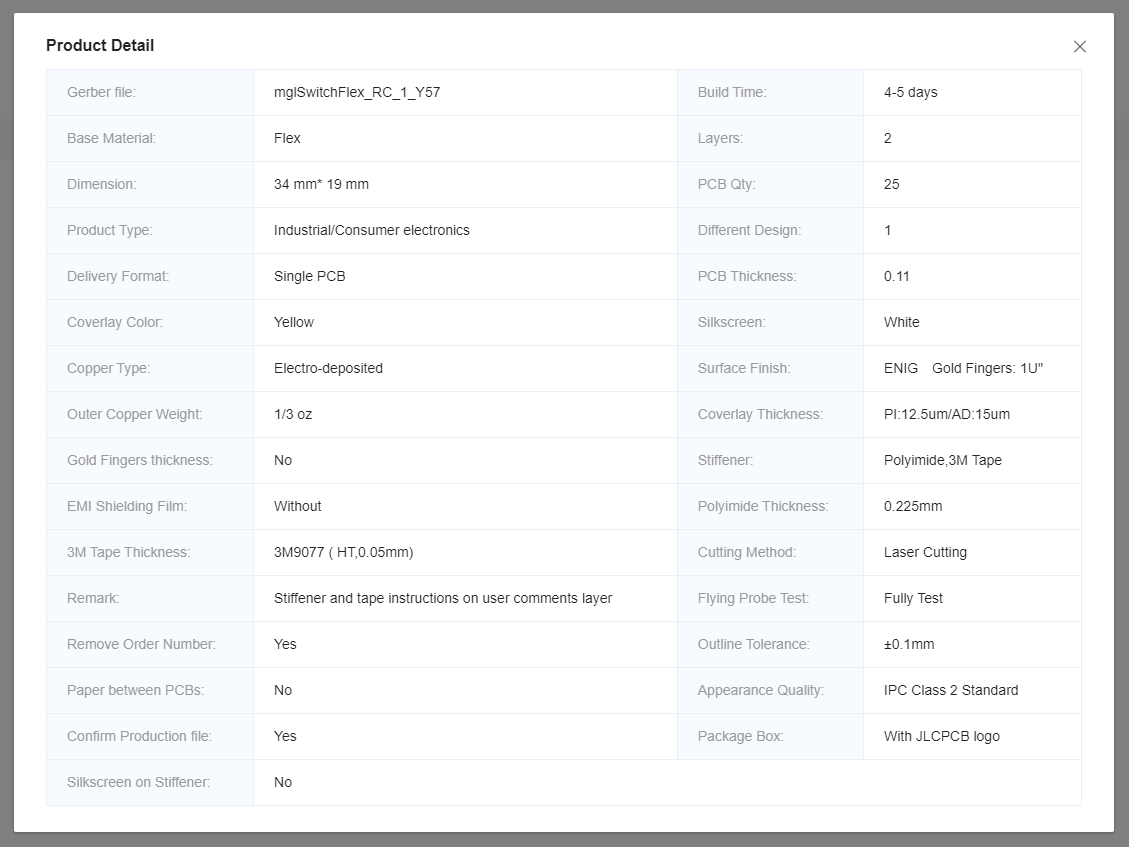 Product Detail
Gerber file: mglSwitchFlex_RC_1_Y57 Build Time: 4-5 days
Base Material: Flex Layers: 2
Dimension: 34 mm* 19 mm PCB Qty: 25
Product Type: Industrial/Consumer electronics Different Design: 1
Delivery Format: Single PCB PCB Thickness: 0.11
Coverlay Color: Yellow Silkscreen: White
Copper Type: Electro-deposited Surface Finish: ENIG Gold Fingers: 1U"
Outer Copper Weight: 1/3 oz Coverlay Thickness: PI:12.5um/AD:15um
Gold Fingers thickness: No Stiffener: Polyimide,3M Tape
EMI Shielding Film: Without Polyimide Thickness: 0.225mm
3M Tape Thickness: 3M9077 ( HT,0.05mm) Cutting Method: Laser Cutting
Remark: Stiffener and tape instructions on user comments layer Flying Probe Test: Fully Test
Remove Order Number: Yes Outline Tolerance: ±0.1mm
Paper between PCBs: No Appearance Quality: IPC Class 2 Standard
Confirm Production file: Yes Package Box: With JLCPCB logo
Silkscreen on Stiffener: No